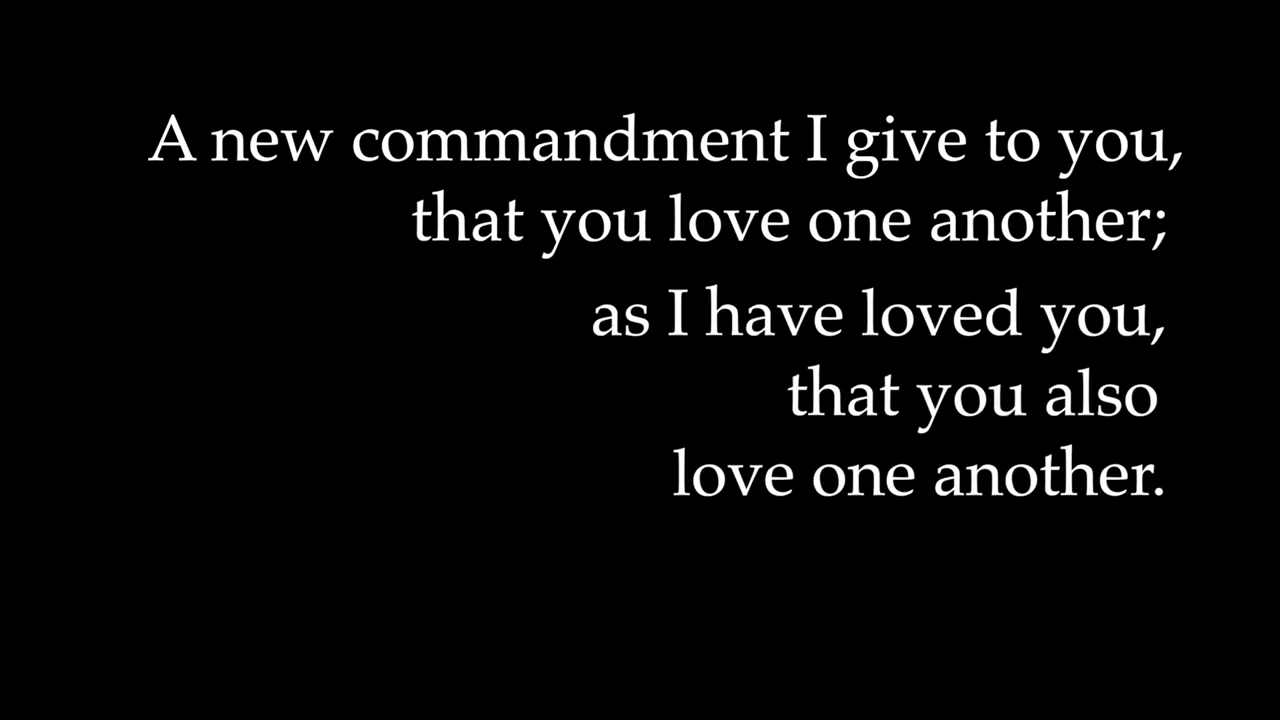 A new commandment I give to you,
that you love one another;
as I have loved you,
that you also
love one another.